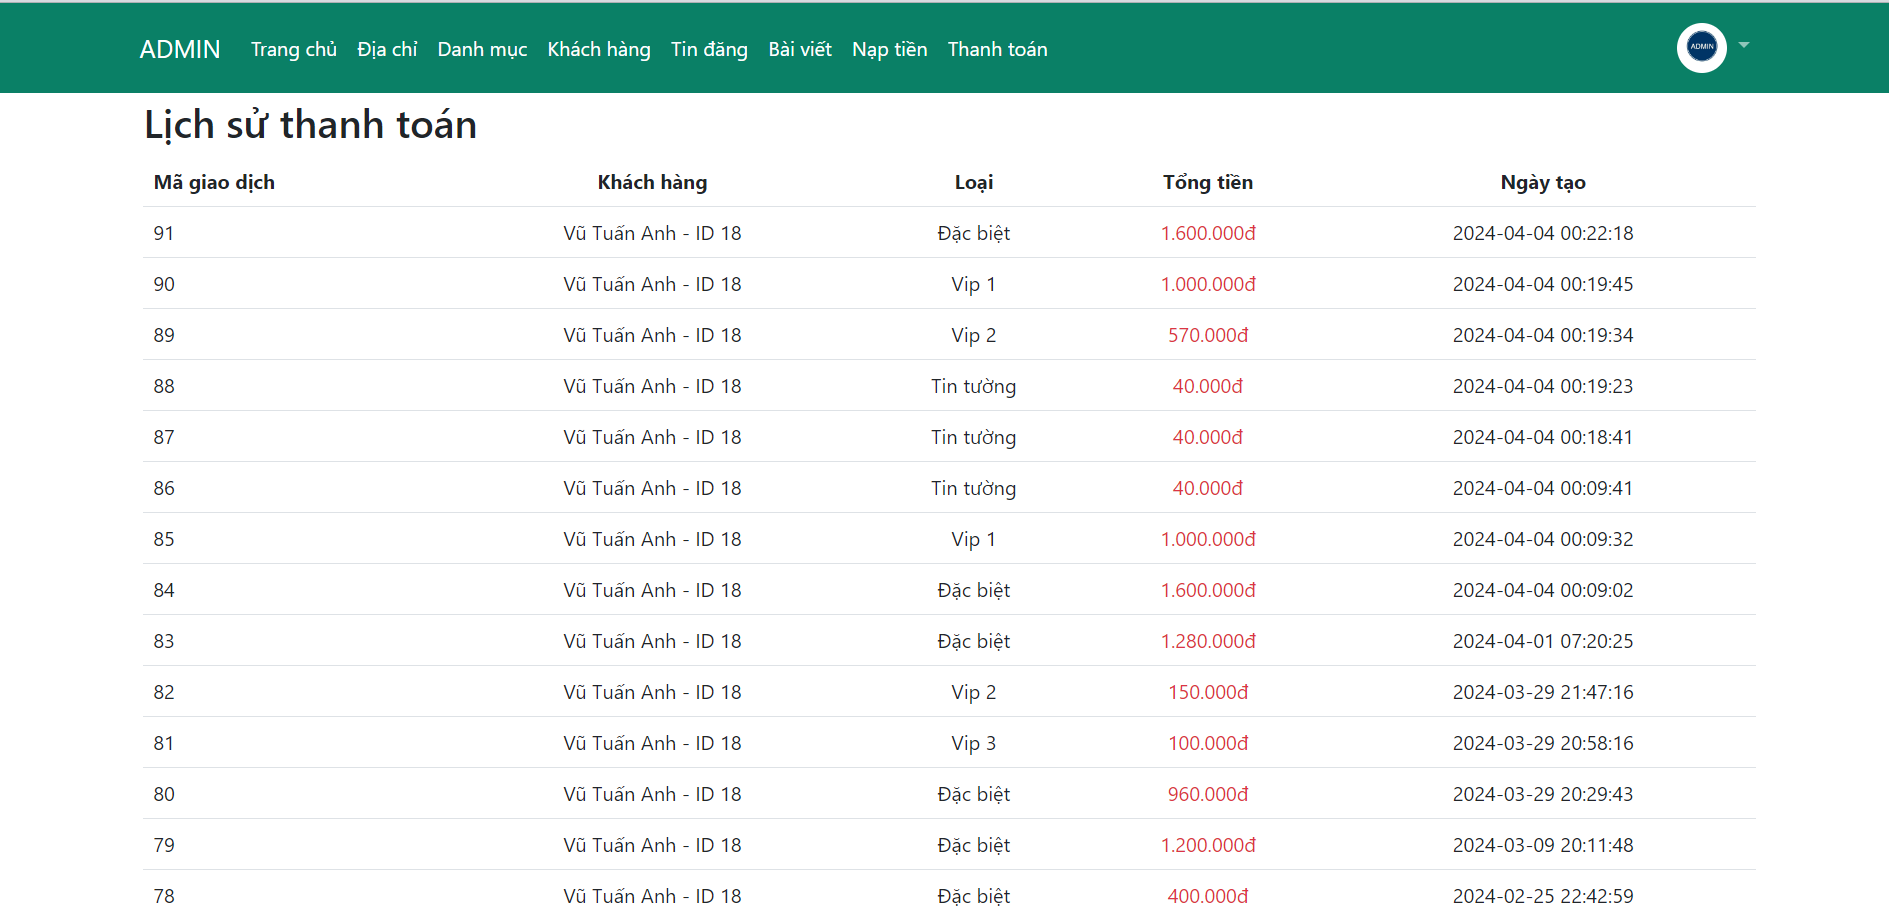 ADMIN Trang chủ Địa chỉ Danh mục Khách hàng Tin đăng Bài viết Nạp tiền Thanh toán ADMIN
Lịch sử thanh toán
Mã giao dịch Khách hàng Loại Tổng tiền Ngày tạo
91 Vũ Tuấn Anh - ID 18 Đặc biệt 1.600.000đ 2024-04-04 00:22:18
90 Vũ Tuấn Anh - ID 18 Vip 1 1.000.000đ 2024-04-04 00:19:45
89 Vũ Tuấn Anh - ID 18 Vip 2 570.000đ 2024-04-04 00:19:34
88 Vũ Tuấn Anh - ID 18 Tin tường 40.000đ 2024-04-04 00:19:23
87 Vũ Tuấn Anh - ID 18 Tin tường 40.000đ 2024-04-04 00:18:41
86 Vũ Tuấn Anh - ID 18 Tin tường 40.000đ 2024-04-04 00:09:41
85 Vũ Tuấn Anh - ID 18 Vip 1 1.000.000đ 2024-04-04 00:09:32
84 Vũ Tuấn Anh - ID 18 Đặc biệt 1.600.000đ 2024-04-04 00:09:02
83 Vũ Tuấn Anh - ID 18 Đặc biệt 1.280.000đ 2024-04-01 07:20:25
82 Vũ Tuấn Anh - ID 18 Vip 2 150.000đ 2024-03-29 21:47:16
81 Vũ Tuấn Anh - ID 18 Vip 3 100.000đ 2024-03-29 20:58:16
80 Vũ Tuấn Anh - ID 18 Đặc biệt 960.000đ 2024-03-29 20:29:43
79 Vũ Tuấn Anh - ID 18 Đặc biệt 1.200.000đ 2024-03-09 20:11:48
78 Vũ Tuấn Anh - ID 18 Đặc biệt 400.000đ 2024-02-25 22:42:59